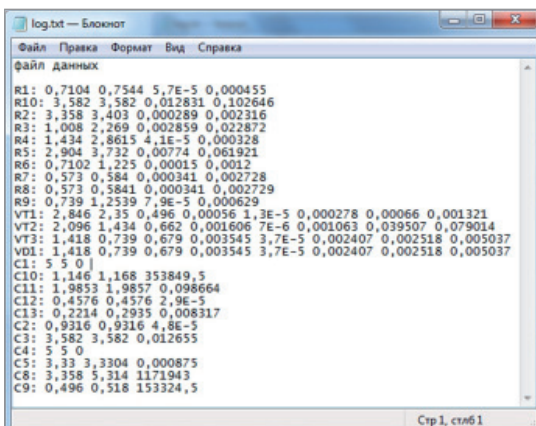 log.txt — Блокнот
Файл Правка Формат Вид Справка
файл данных
R1: 0,7104 0,7544 5,7E-5 0,000455
R10: 3,582 3,582 0,012831 0,102646
R2: 3,358 3,403 0,000289 0,002316
R3: 1,008 2,269 0,002859 0,022872
R4: 1,434 2,8615 4,1E-5 0,000328
R5: 2,904 3,732 0,00774 0,061921
R6: 0,7102 1,225 0,00015 0,0012
R7: 0,573 0,584 0,000341 0,002728
R8: 0,573 0,5841 0,000341 0,002729
R9: 0,739 1,2539 7,9E-5 0,000629
VT1: 2,846 2,35 0,496 0,00056 1,3E-5 0,000278 0,00066 0,001321
VT2: 2,096 1,434 0,662 0,001606 7E-6 0,001063 0,039507 0,079014
VT3: 1,418 0,739 0,679 0,003545 3,7E-5 0,002407 0,002518 0,005037
VD1: 1,418 0,739 0,679 0,003545 3,7E-5 0,002407 0,002518 0,005037
C1: 5 5 0
C10: 1,146 1,168 353849,5
C11: 1,9853 1,9857 0,098664
C12: 0,4576 0,4576 2,9E-5
C13: 0,2214 0,2935 0,008317
C2: 0,9316 0,9316 4,8E-5
C3: 3,582 3,582 0,012655
C4: 5 5 0
C5: 3,33 3,3304 0,000875
C8: 3,358 5,314 1171943
C9: 0,496 0,518 153324,5
Стр 1, стлб 1